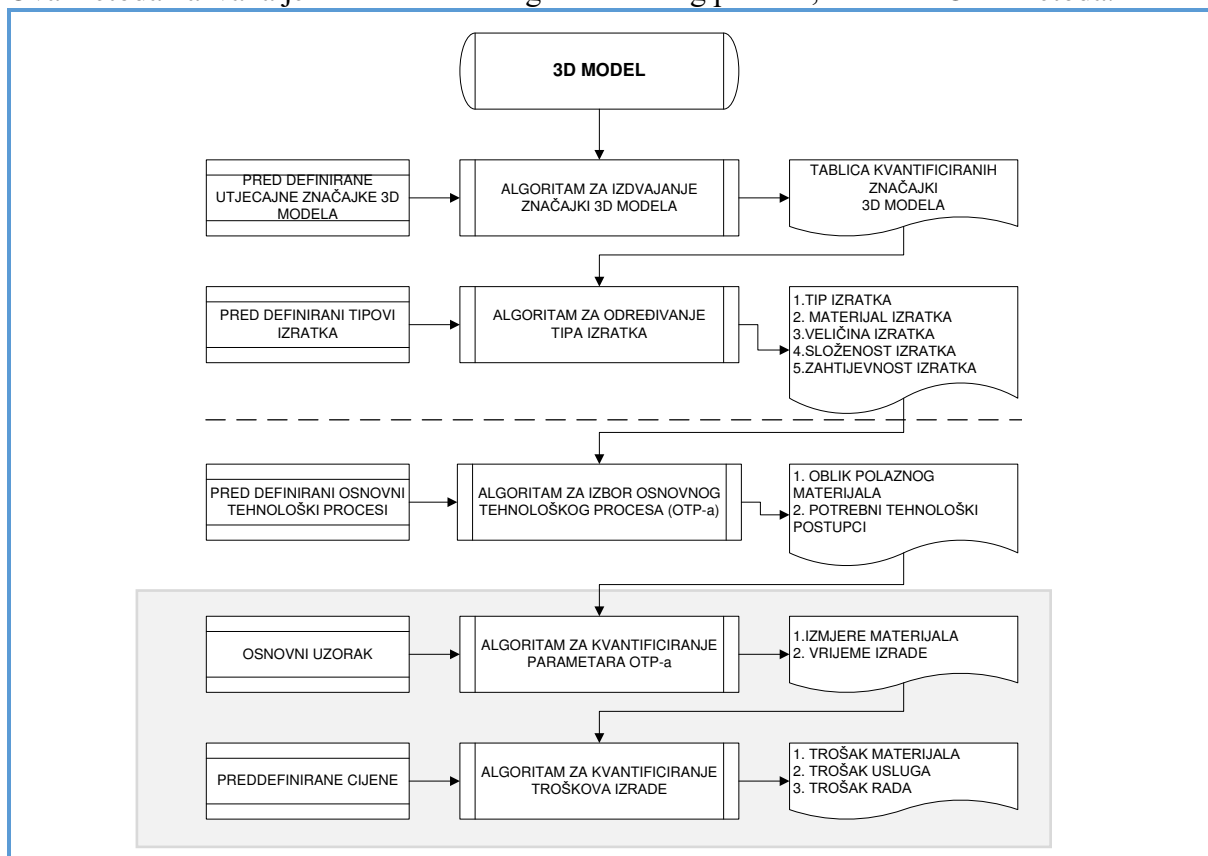 3D MODEL
PRED DEFINIRANE
UTJECAJNE ZNAČAJKE 3D
MODELA
ALGORITAM ZA IZDVAJANJE
ZNAČAJKI 3D MODELA
TABLICA KVANTIFICIRANIH
ZNAČAJKI
3D MODELA
PRED DEFINIRANI TIPOVI
IZRATKA
ALGORITAM ZA ODREĐIVANJE
TIPA IZRATKA
1.TIP IZRATKA
2. MATERIJAL IZRATKA
3.VELIČINA IZRATKA
4.SLOŽENOST IZRATKA
5.ZAHTIJEVNOST IZRATKA
PRED DEFINIRANI OSNOVNI
TEHNOLOŠKI PROCESI
ALGORITAM ZA IZBOR OSNOVNOG
TEHNOLOŠKOG PROCESA (OTP-a)
1. OBLIK POLAZNOG
MATERIJALA
2. POTREBNI TEHNOLOŠKI
POSTUPCI
OSNOVNI UZORAK
ALGORITAM ZA KVANTIFICIRANJE
PARAMETARA OTP-a
1.IZMJERE MATERIJALA
2. VRIJEME IZRADE
PREDDEFINIRANE CIJENE
ALGORITAM ZA KVANTIFICIRANJE
TROŠKOVA IZRADE
1. TROŠAK MATERIJALA
2. TROŠAK USLUGA
3. TROŠAK RADA